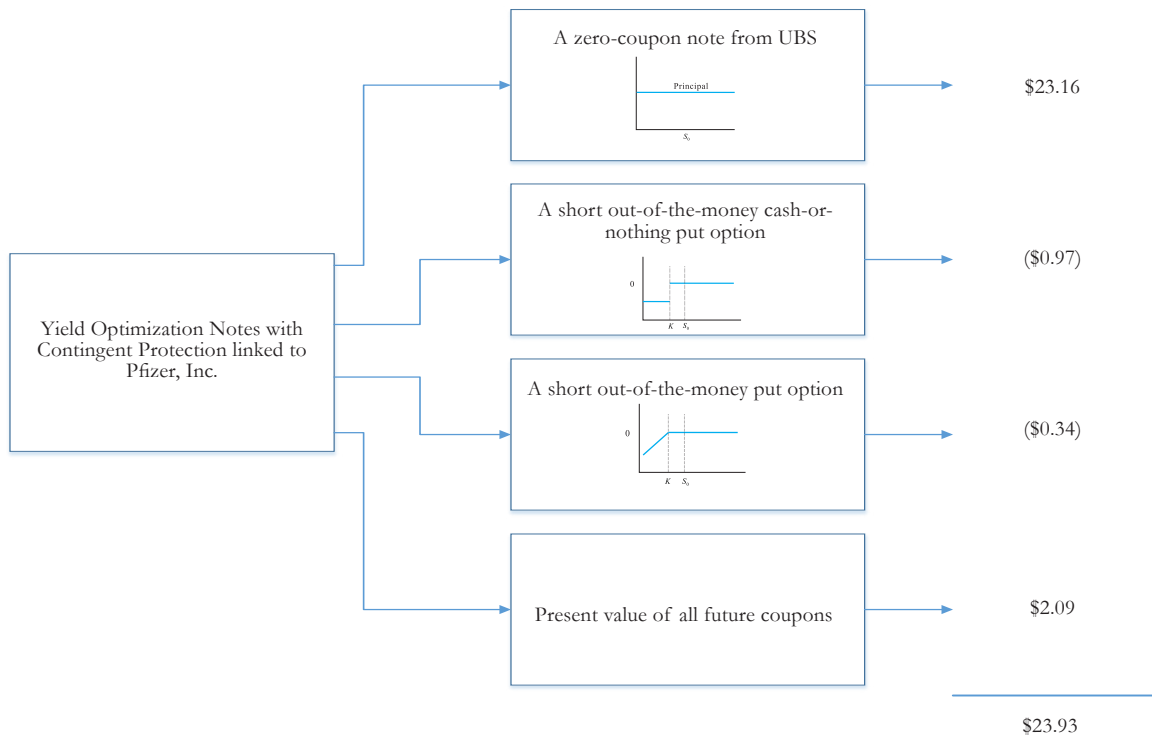 A zero-coupon note from UBS
Principal
S₀
$23.16
A short out-of-the-money cash-or-
nothing put option
0
K S₀
($0.97)
Yield Optimization Notes with
Contingent Protection linked to
Pfizer, Inc.
A short out-of-the-money put option
0
K S₀
($0.34)
Present value of all future coupons
$2.09
$23.93